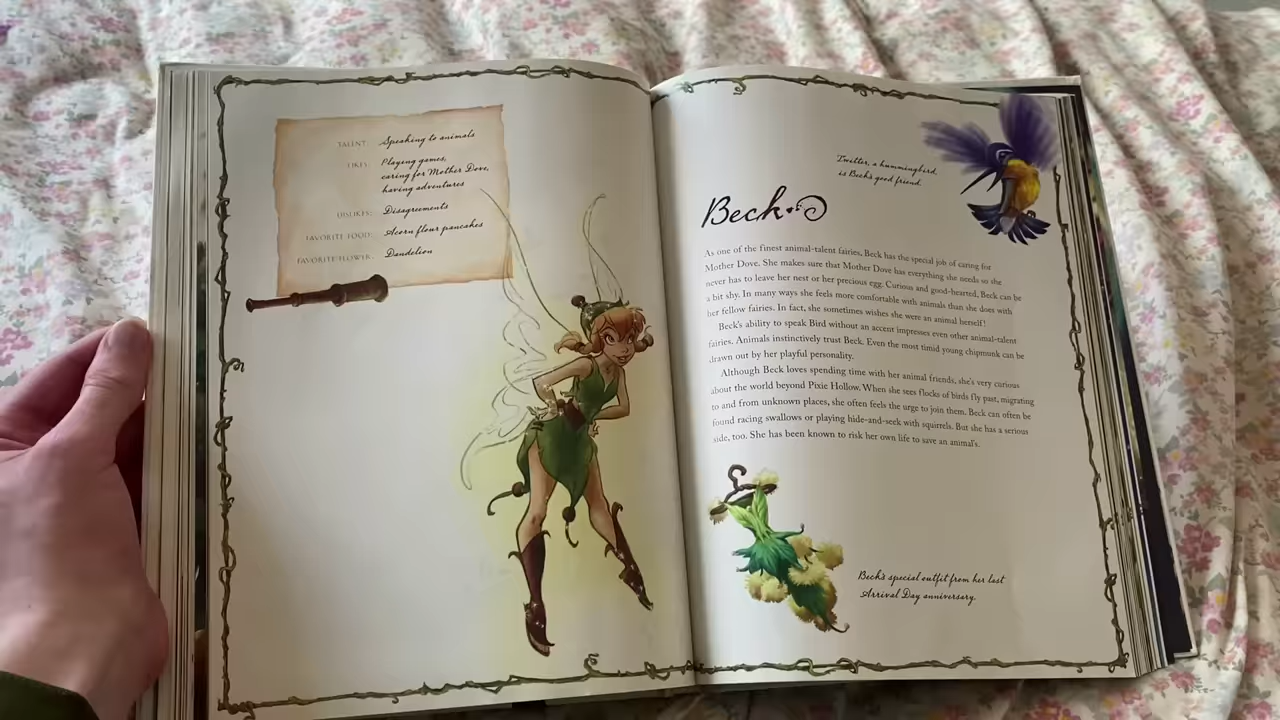 TALENT: Speaking to animals
LIKES: Playing games,
caring for Mother Dove,
having adventures
DISLIKES: Disagreements
FAVORITE FOOD: Acorn flour pancakes
FAVORITE FLOWER: Dandelion
Twitter, a hummingbird,
is Beck's good friend.
Beck
As one of the finest animal-talent fairies, Beck has the special job of caring for
Mother Dove. She makes sure that Mother Dove has everything she needs so she
never has to leave her nest or her precious egg. Curious and good-hearted, Beck can be
a bit shy. In many ways she feels more comfortable with animals than she does with
her fellow fairies. In fact, she sometimes wishes she were an animal herself!
Beck's ability to speak Bird without an accent impresses even other animal-talent
fairies. Animals instinctively trust Beck. Even the most timid young chipmunk can be
drawn out by her playful personality.
Although Beck loves spending time with her animal friends, she's very curious
about the world beyond Pixie Hollow. When she sees flocks of birds fly past, migrating
to and from unknown places, she often feels the urge to join them. Beck can often be
found racing swallows or playing hide-and-seek with squirrels. But she has a serious
side, too. She has been known to risk her own life to save an animal's.
Beck's special outfit from her last
Arrival Day anniversary.